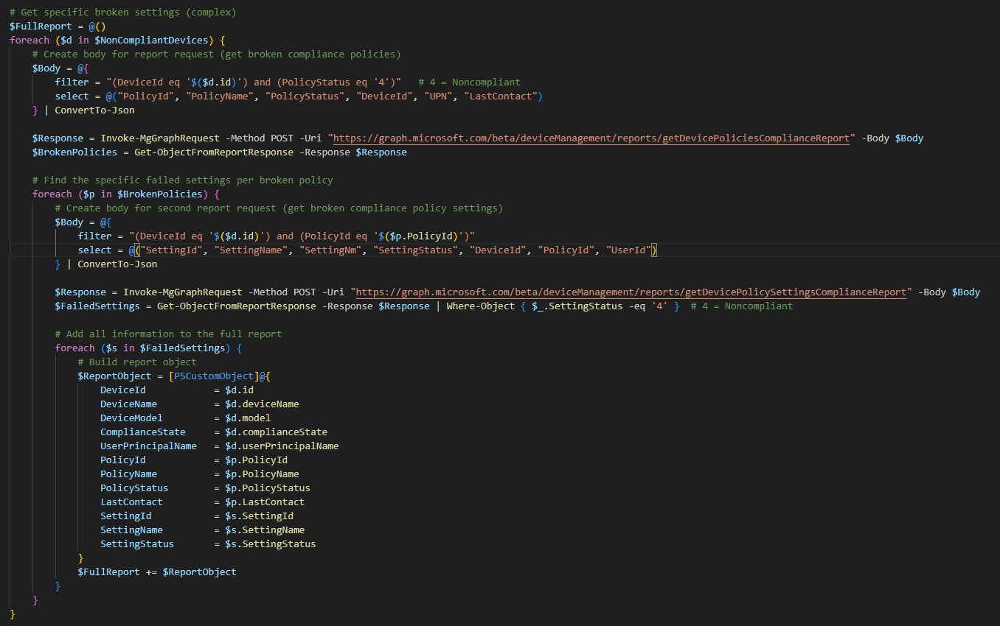 # Get specific broken settings (complex)
$FullReport = @()
foreach ($d in $NonCompliantDevices) {
    # Create body for report request (get broken compliance policies)
    $Body = @{
        filter = "(DeviceId eq '$($d.id)') and (PolicyStatus eq '4')"   # 4 = Noncompliant
        select = @("PolicyId", "PolicyName", "PolicyStatus", "DeviceId", "UPN", "LastContact")
    } | ConvertTo-Json

    $Response = Invoke-MgGraphRequest -Method POST -Uri "https://graph.microsoft.com/beta/deviceManagement/reports/getDevicePoliciesComplianceReport" -Body $Body
    $BrokenPolicies = Get-ObjectFromReportResponse -Response $Response

    # Find the specific failed settings per broken policy
    foreach ($p in $BrokenPolicies) {
        # Create body for second report request (get broken compliance policy settings)
        $Body = @{
            filter = "(DeviceId eq '$($d.id)') and (PolicyId eq '$($p.PolicyId)')"
            select = @("SettingId", "SettingName", "SettingNm", "SettingStatus", "DeviceId", "PolicyId", "UserId")
        } | ConvertTo-Json

        $Response = Invoke-MgGraphRequest -Method POST -Uri "https://graph.microsoft.com/beta/deviceManagement/reports/getDevicePolicySettingsComplianceReport" -Body $Body
        $FailedSettings = Get-ObjectFromReportResponse -Response $Response | Where-Object { $_.SettingStatus -eq '4' }  # 4 = Noncompliant

        # Add all information to the full report
        foreach ($s in $FailedSettings) {
            # Build report object
            $ReportObject = [PSCustomObject]@{
                DeviceId            = $d.id
                DeviceName          = $d.deviceName
                DeviceModel         = $d.model
                ComplianceState     = $d.complianceState
                UserPrincipalName   = $d.userPrincipalName
                PolicyId            = $p.PolicyId
                PolicyName          = $p.PolicyName
                PolicyStatus        = $p.PolicyStatus
                LastContact         = $p.LastContact
                SettingId           = $s.SettingId
                SettingName         = $s.SettingName
                SettingStatus       = $s.SettingStatus
            }
            $FullReport += $ReportObject
        }
    }
}